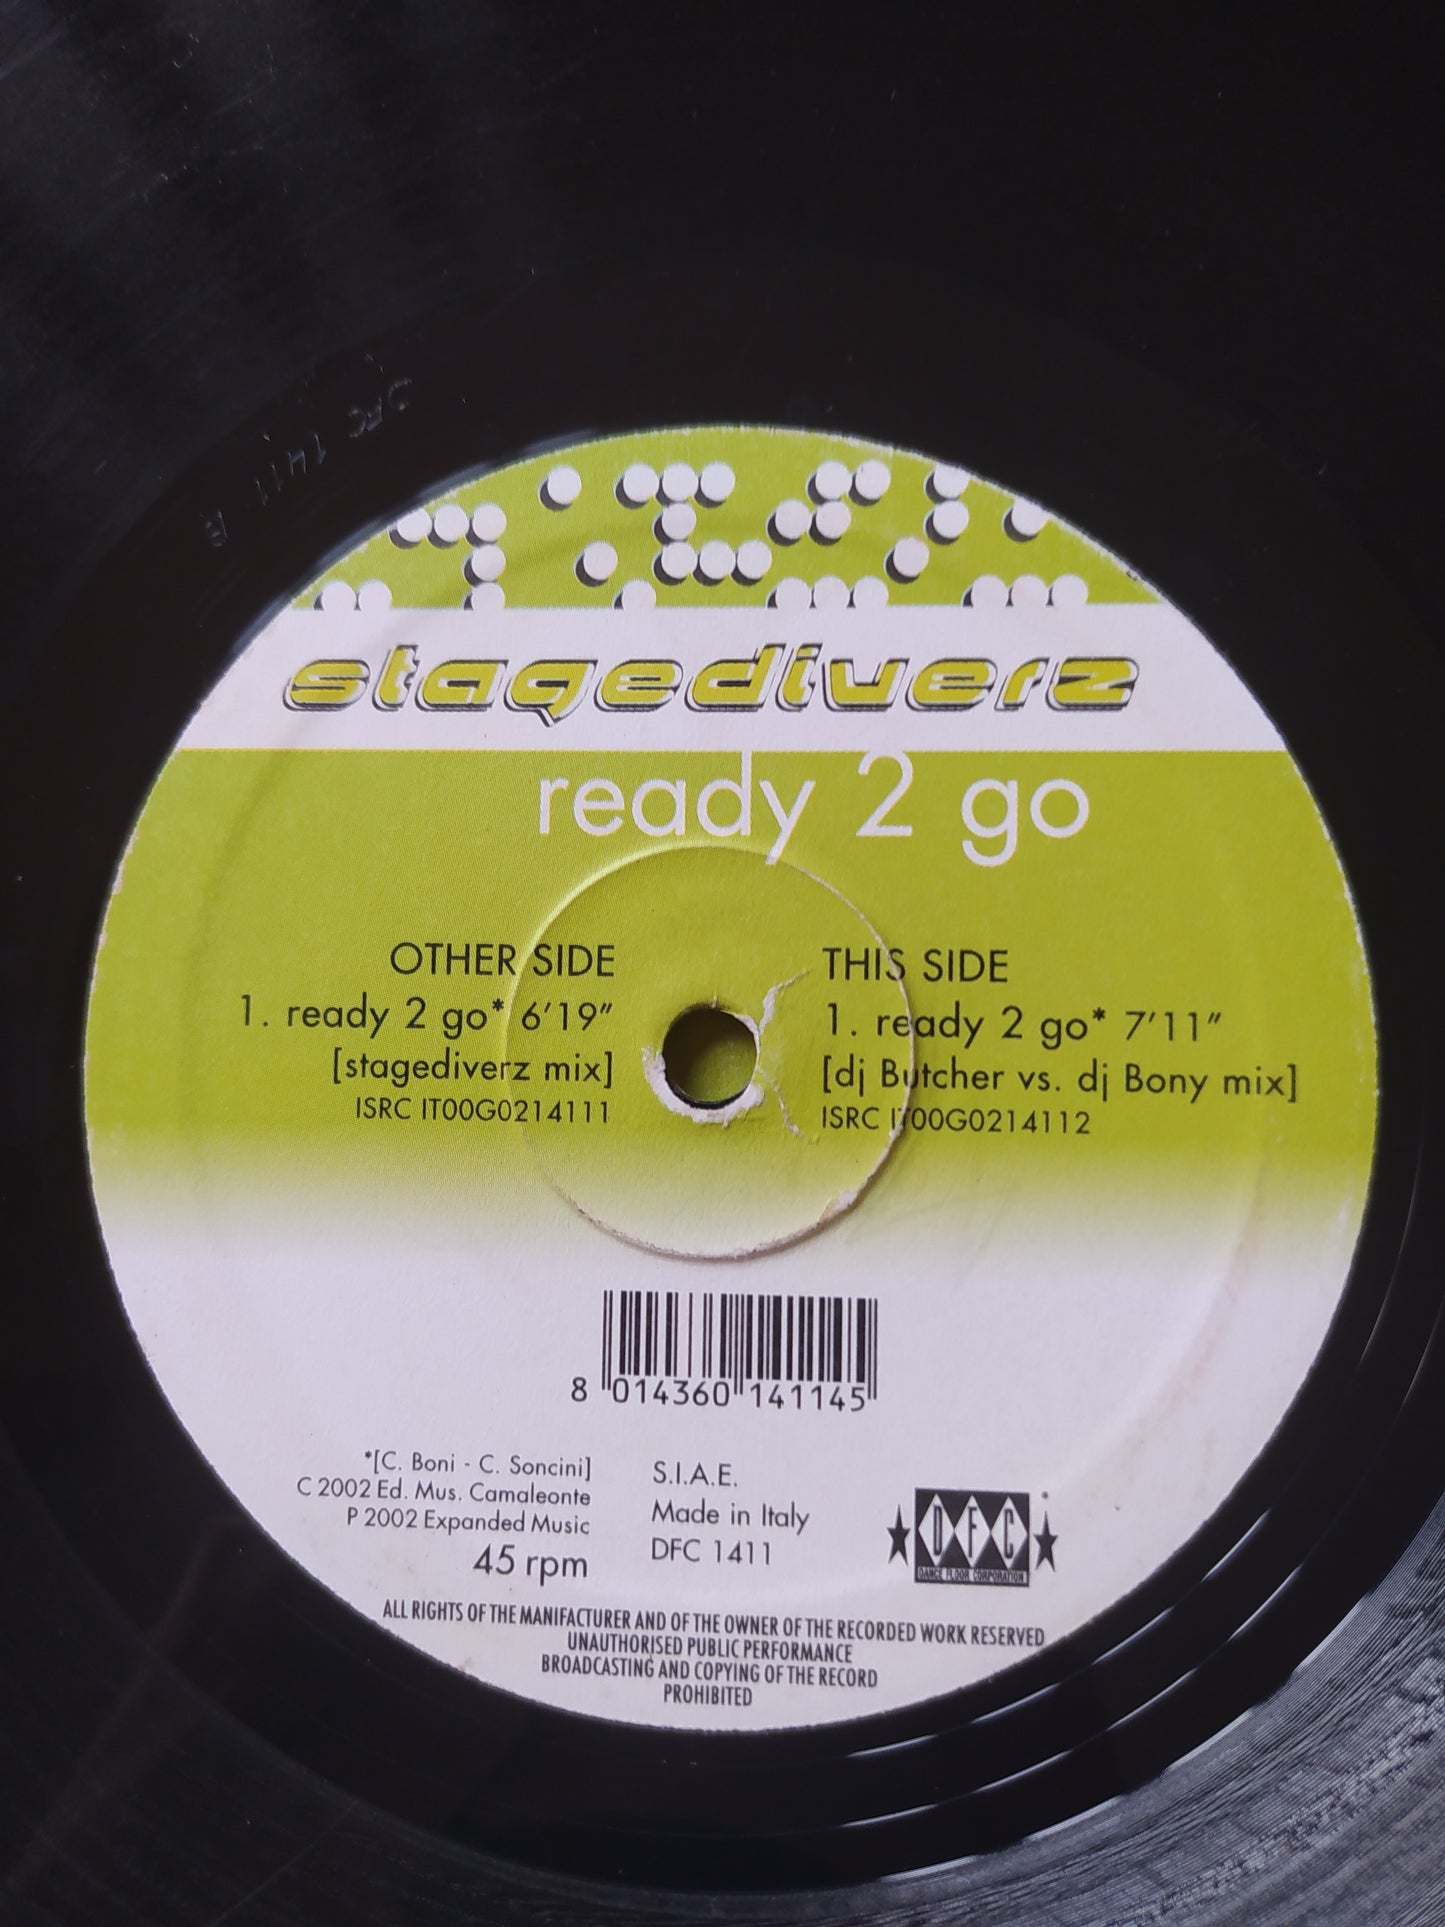 DFC 1411 B
stagediverz
ready 2 go
OTHER SIDE
1. ready 2 go* 6'19"
[stagediverz mix]
ISRC IT00G0214111
THIS SIDE
1. ready 2 go* 7'11"
[dj Butcher vs. dj Bony mix]
ISRC IT00G0214112
8 014360 141145
*[C. Boni - C. Soncini]
C 2002 Ed. Mus. Camaleonte
P 2002 Expanded Music
45 rpm
S.I.A.E.
Made in Italy
DFC 1411
DFC
DANCE FLOOR CORPORATION
ALL RIGHTS OF THE MANIFACTURER AND OF THE OWNER OF THE RECORDED WORK RESERVED
UNAUTHORISED PUBLIC PERFORMANCE
BROADCASTING AND COPYING OF THE RECORD
PROHIBITED